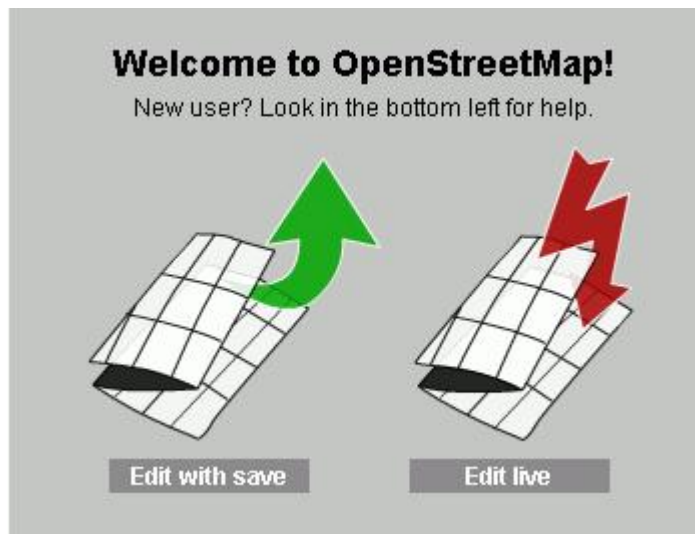 Welcome to OpenStreetMap!
New user? Look in the bottom left for help.
Edit with save
Edit live